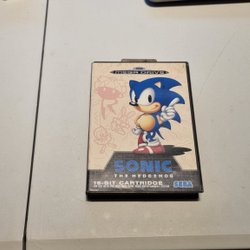 MEGA DRIVE
SONIC
THE HEDGEHOG
16-BIT CARTRIDGE
SEGA